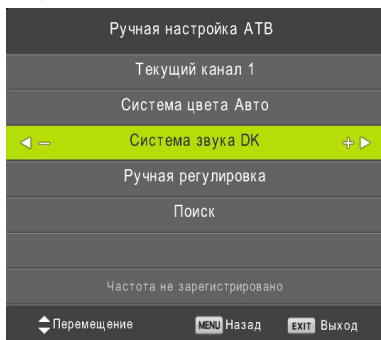 Ручная настройка АТВ
Текущий канал 1
Система цвета Авто
Система звука DK
Ручная регулировка
Поиск
Частота не зарегистрировано
Перемещение MENU Назад EXIT Выход